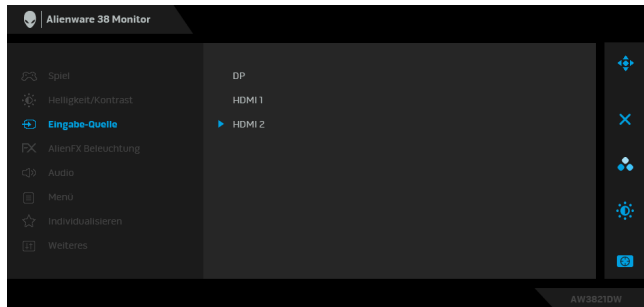 Alienware 38 Monitor
Spiel
Helligkeit/Kontrast
Eingabe-Quelle
AlienFX Beleuchtung
Audio
Menü
Individualisieren
Weiteres
DP
HDMI 1
HDMI 2
AW3821DW